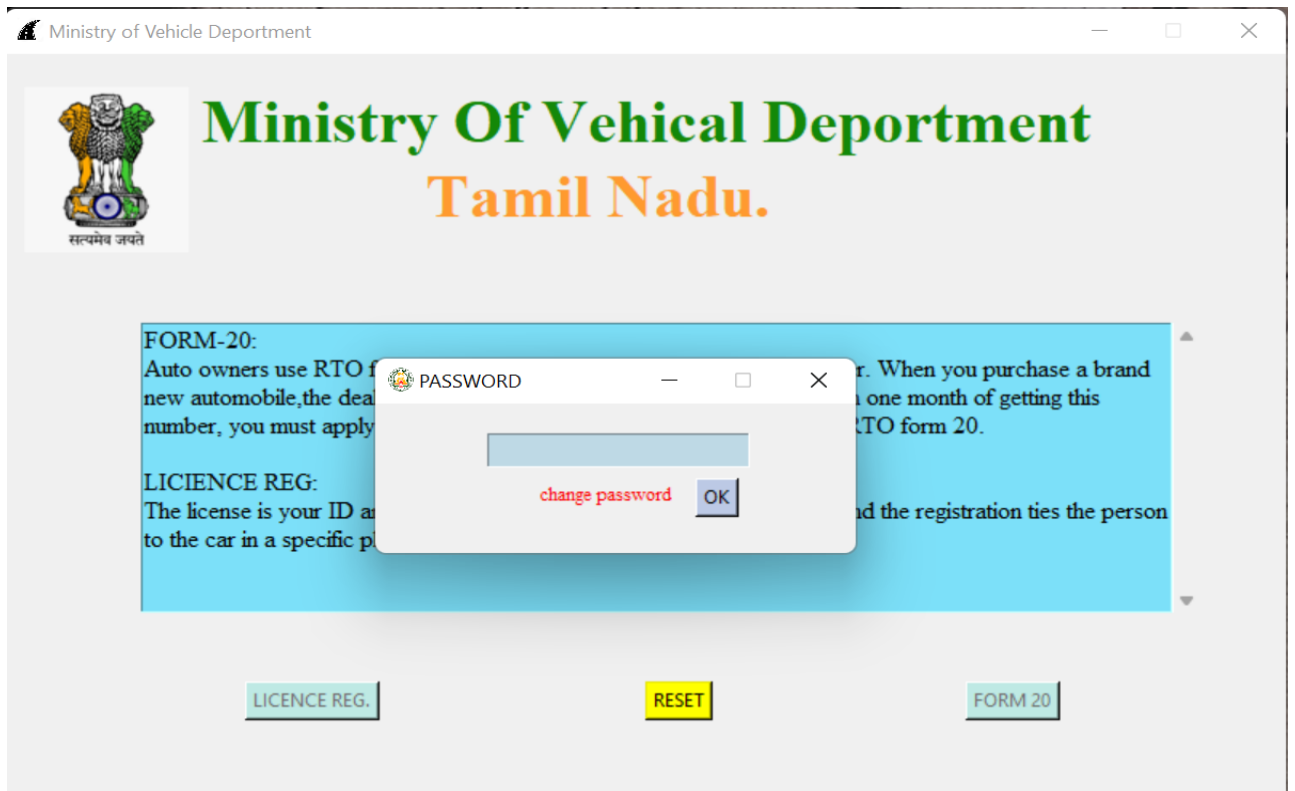 Ministry of Vehicle Deportment
Ministry Of Vehical Deportment
Tamil Nadu.
सत्यमेव जयते
FORM-20:
Auto owners use RTO r. When you purchase a brand
new automobile,the one month of getting this
number, you must apply RTO form 20.
LICIENCE REG:
The license is your ID the registration ties the person
to the car in a specific
PASSWORD
change password
OK
LICENCE REG.
RESET
FORM 20